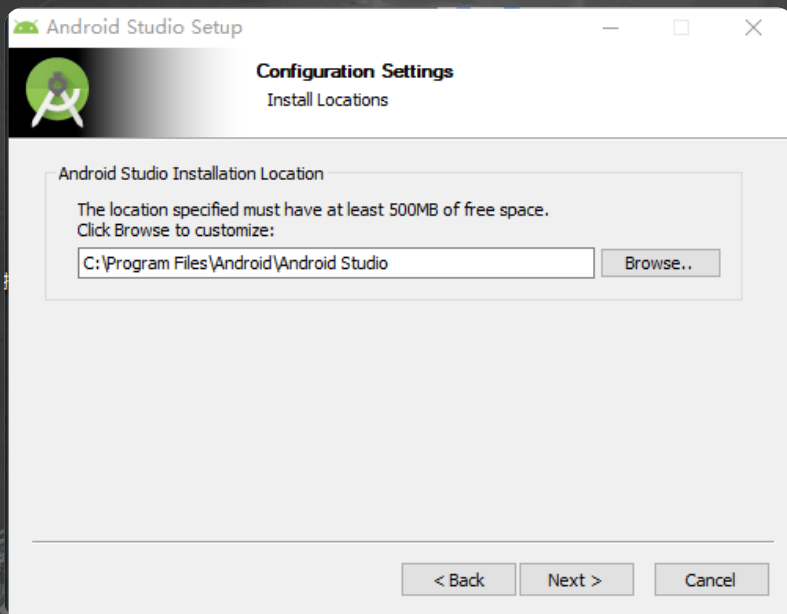 Android Studio Setup
Configuration Settings
Install Locations
Android Studio Installation Location
The location specified must have at least 500MB of free space.
Click Browse to customize:
C:\Program Files\Android\Android Studio
Browse..
< Back
Next >
Cancel